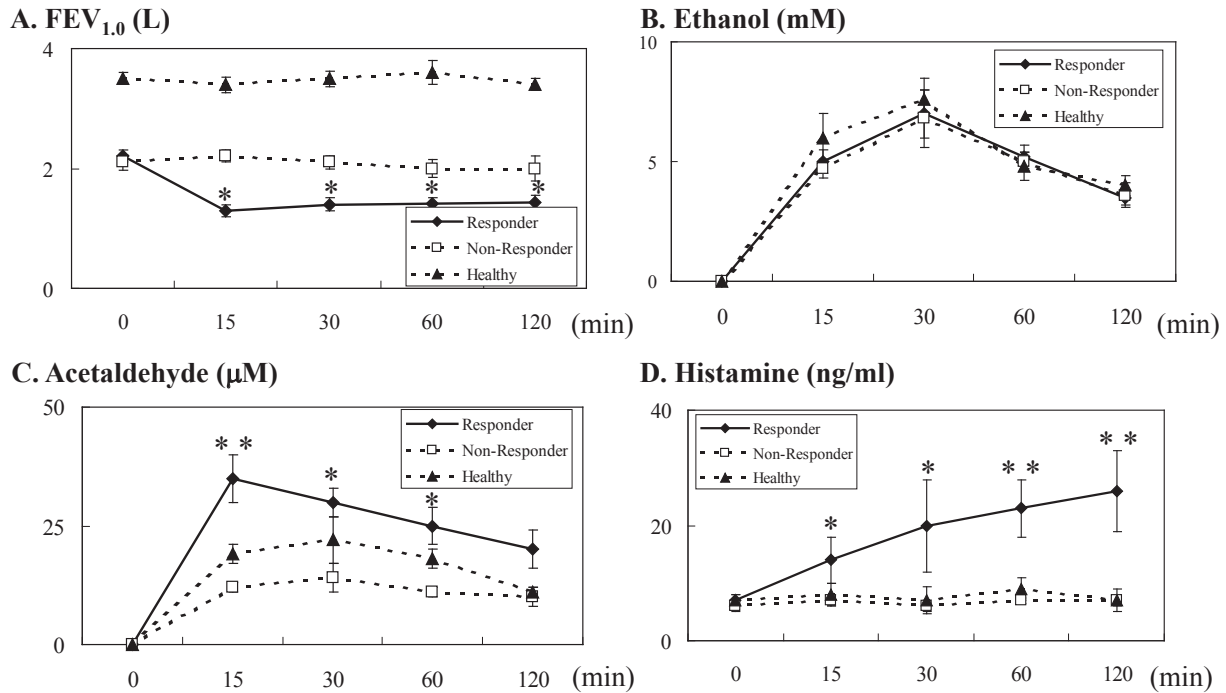 A. FEV1.0 (L)
4
2
0
* * * *
Responder
Non-Responder
Healthy
0 15 30 60 120 (min)
B. Ethanol (mM)
10
5
0
Responder
Non-Responder
Healthy
0 15 30 60 120 (min)
C. Acetaldehyde (μM)
50
25
0
* * * *
Responder
Non-Responder
Healthy
0 15 30 60 120 (min)
D. Histamine (ng/ml)
40
20
0
Responder
Non-Responder
Healthy
* * * * * *
0 15 30 60 120 (min)